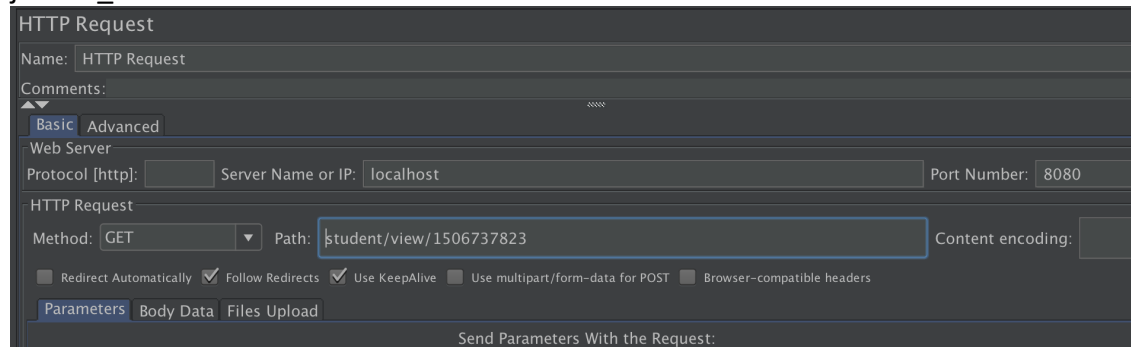 HTTP Request
Name: HTTP Request
Comments:
Basic Advanced
Web Server
Protocol [http]: Server Name or IP: localhost Port Number: 8080
HTTP Request
Method: GET Path: student/view/1506737823 Content encoding:
Redirect Automatically Follow Redirects Use KeepAlive Use multipart/form-data for POST Browser-compatible headers
Parameters Body Data Files Upload
Send Parameters With the Request: